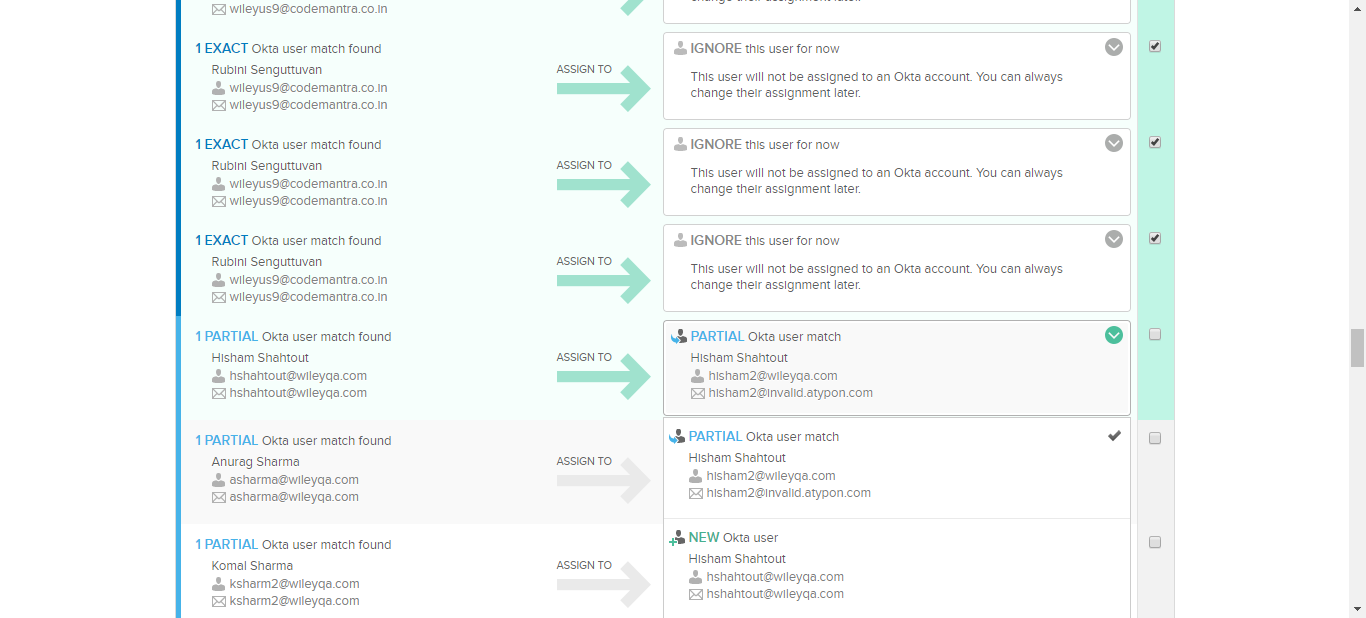 wileyus9@codemantra.co.in
change their assignment later.
1 EXACT Okta user match found
Rubini Senguttuvan
wileyus9@codemantra.co.in
wileyus9@codemantra.co.in
ASSIGN TO
IGNORE this user for now
This user will not be assigned to an Okta account. You can always
change their assignment later.
1 EXACT Okta user match found
Rubini Senguttuvan
wileyus9@codemantra.co.in
wileyus9@codemantra.co.in
ASSIGN TO
IGNORE this user for now
This user will not be assigned to an Okta account. You can always
change their assignment later.
1 EXACT Okta user match found
Rubini Senguttuvan
wileyus9@codemantra.co.in
wileyus9@codemantra.co.in
ASSIGN TO
IGNORE this user for now
This user will not be assigned to an Okta account. You can always
change their assignment later.
1 PARTIAL Okta user match found
Hisham Shahtout
hshahtout@wileyqa.com
hshahtout@wileyqa.com
ASSIGN TO
PARTIAL Okta user match
Hisham Shahtout
hisham2@wileyqa.com
hisham2@invalid.atypon.com
1 PARTIAL Okta user match found
Anurag Sharma
asharma@wileyqa.com
asharma@wileyqa.com
ASSIGN TO
PARTIAL Okta user match
Hisham Shahtout
hisham2@wileyqa.com
hisham2@invalid.atypon.com
1 PARTIAL Okta user match found
Komal Sharma
ksharm2@wileyqa.com
ksharm2@wileyqa.com
ASSIGN TO
NEW Okta user
Hisham Shahtout
hshahtout@wileyqa.com
hshahtout@wileyqa.com